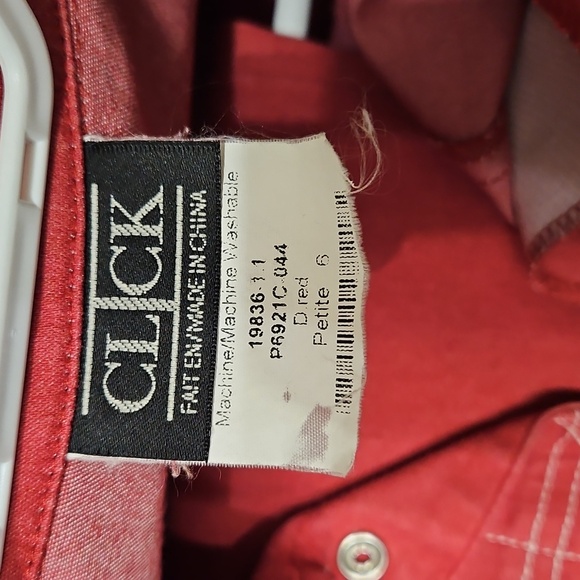 CLICK
FAIT EN/MADE IN CHINA
Machine/Machine Washable
19836-1.1
P6921C-044
D red
Petite 6